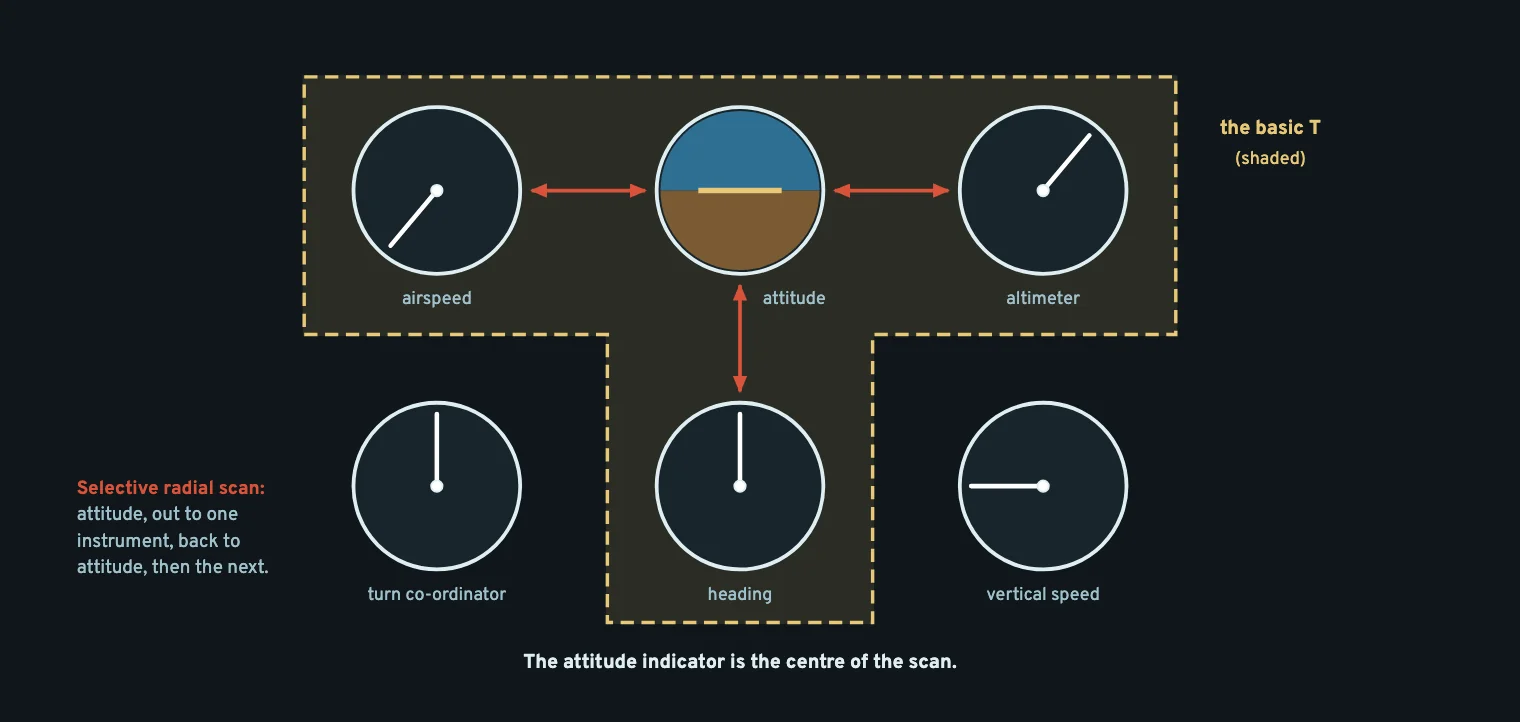 the basic T
(shaded)
airspeed
attitude
altimeter
Selective radial scan:
attitude, out to one
instrument, back to
attitude, then the next.
turn co-ordinator
heading
vertical speed
The attitude indicator is the centre of the scan.